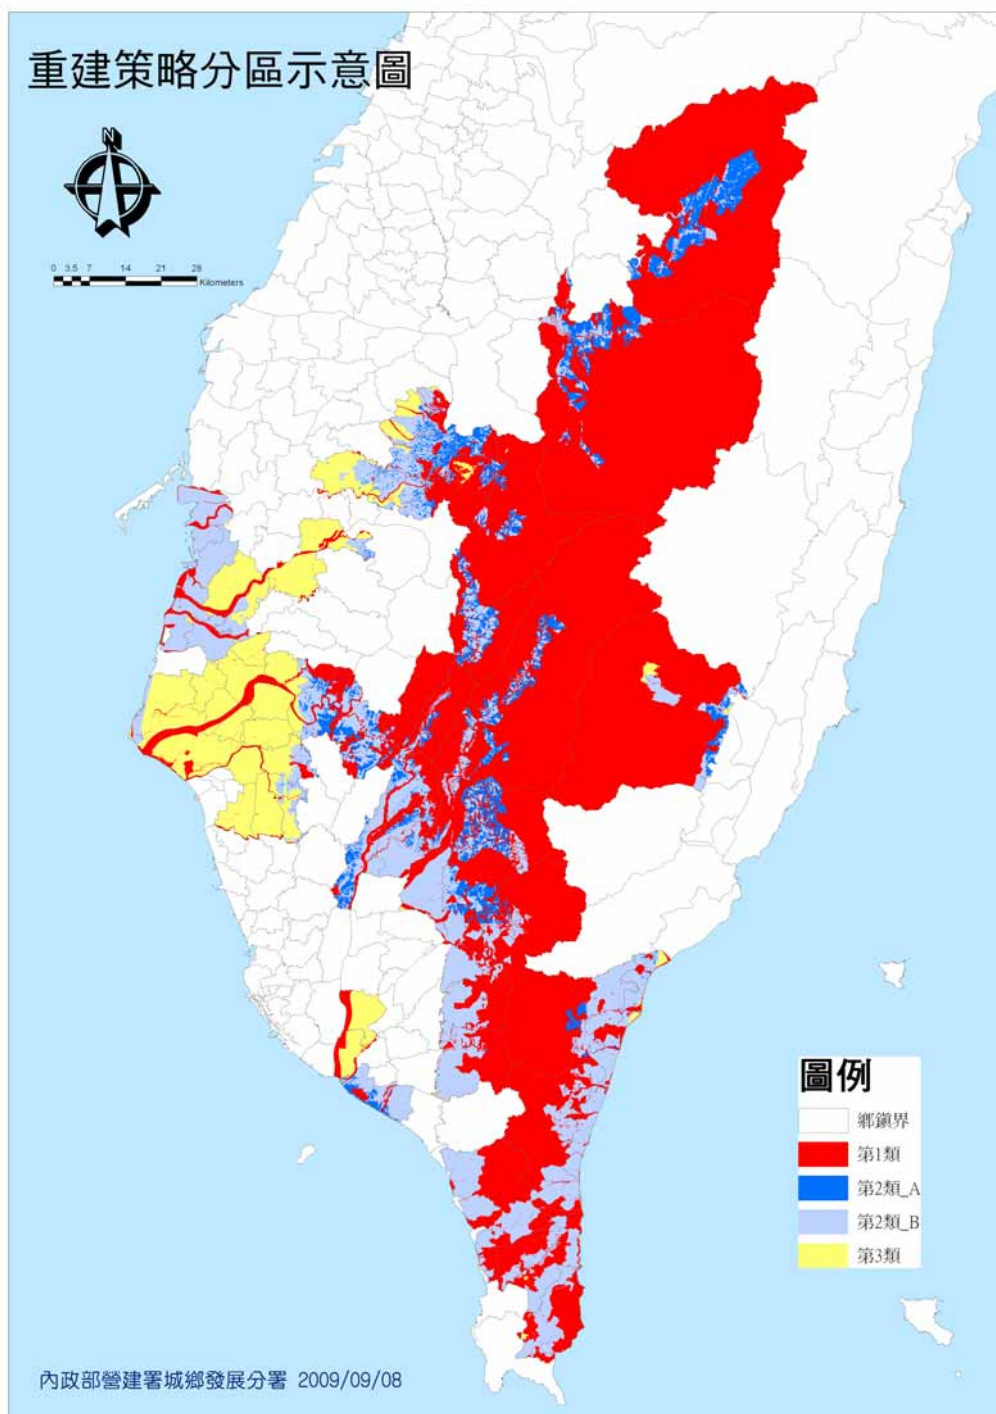 重建策略分區示意圖
N
0 3.5 7 14 21 28
Kilometers
圖例
鄉鎮界
第1類
第2類_A
第2類_B
第3類
內政部營建署城鄉發展分署 2009/09/08